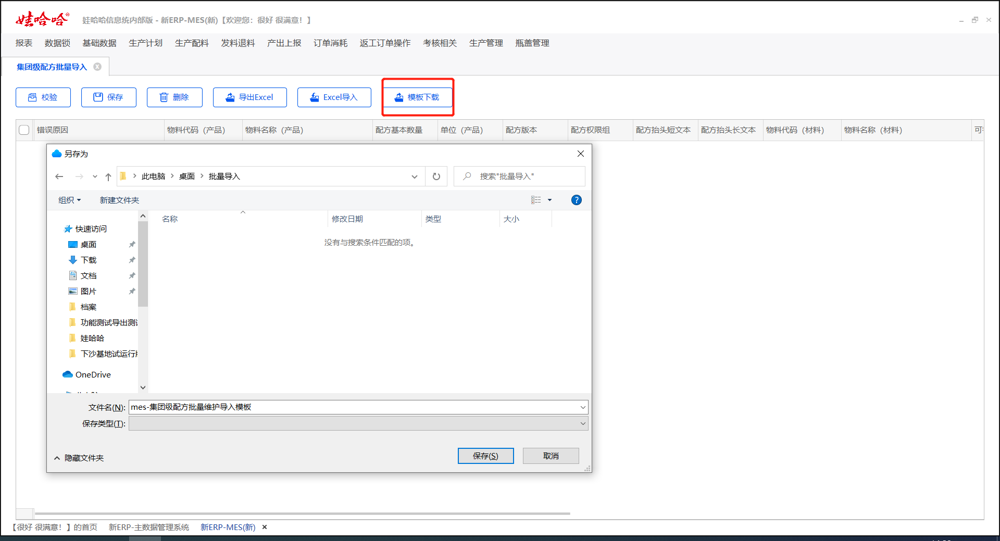 娃哈哈®
娃哈哈信息统内部版 - 新ERP-MES(新)【欢迎您：很好 很满意！】
报表 数据锁 基础数据 生产计划 生产配料 发料退料 产出上报 订单消耗 返工订单操作 考核相关 生产管理 瓶盖管理
集团级配方批量导入
校验 保存 删除 导出Excel Excel导入 模板下载
错误原因 物料代码（产品） 物料名称（产品） 配方基本数量 单位（产品） 配方版本 配方权限组 配方抬头短文本 配方抬头长文本 物料代码（材料） 物料名称（材料） 可
另存为
此电脑 > 桌面 > 批量导入
搜索"批量导入"
组织 新建文件夹
名称 修改日期 类型 大小
没有与搜索条件匹配的项。
快速访问
桌面
下载
文档
图片
档案
功能测试导出测
娃哈哈
下沙基地试运行
OneDrive
文件名(N): mes-集团级配方批量维护导入模板
保存类型(T):
隐藏文件夹
保存(S) 取消
【很好 很满意！】的首页 新ERP-主数据管理系统 新ERP-MES(新)